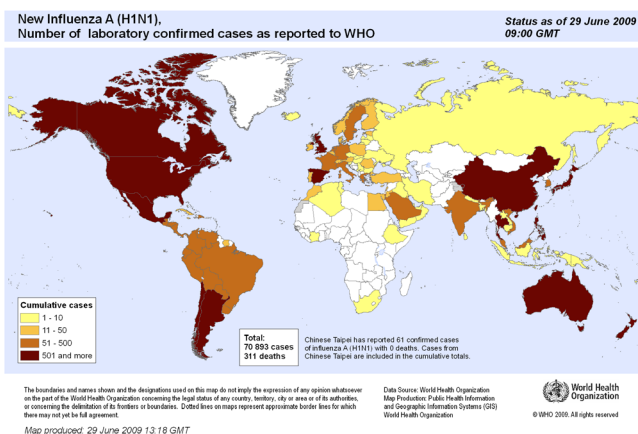 New Influenza A (H1N1),
Number of laboratory confirmed cases as reported to WHO
Status as of 29 June 2009
09:00 GMT
Cumulative cases
1 - 10
11 - 50
51 - 500
501 and more
Total:
70 893 cases
311 deaths
Chinese Taipei has reported 61 confirmed cases
of influenza A (H1N1) with 0 deaths. Cases from
Chinese Taipei are included in the cumulative totals.
The boundaries and names shown and the designations used on this map do not imply the expression of any opinion whatsoever
on the part of the World Health Organization concerning the legal status of any country, territory, city or area or of its authorities,
or concerning the delimitation of its frontiers or boundaries. Dotted lines on maps represent approximate border lines for which
there may not yet be full agreement.
Data Source: World Health Organization
Map Production: Public Health Information
and Geographic Information Systems (GIS)
World Health Organization
World Health
Organization
© WHO 2009. All rights reserved
Map produced: 29 June 2009 13:18 GMT